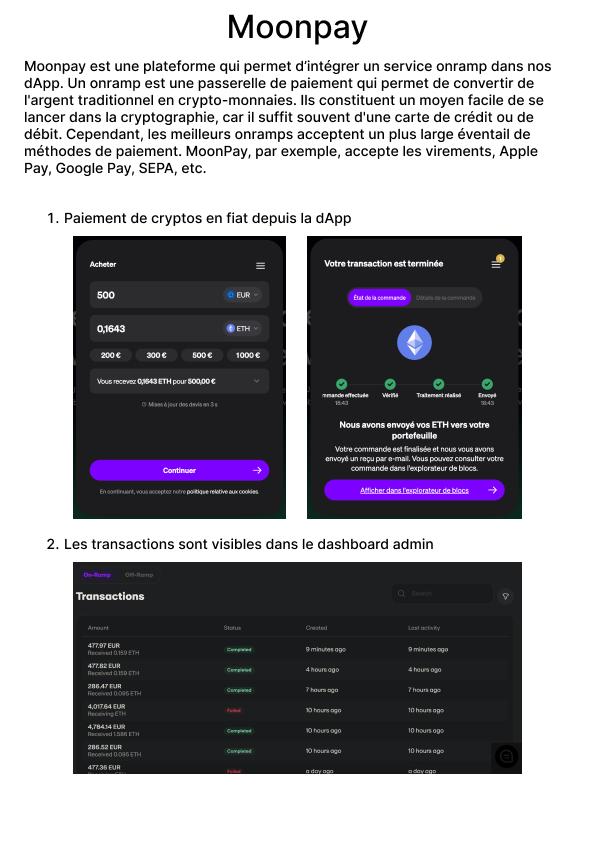 Moonpay
Moonpay est une plateforme qui permet d'intégrer un service onramp dans nos
dApp. Un onramp est une passerelle de paiement qui permet de convertir de
l'argent traditionnel en crypto-monnaies. Ils constituent un moyen facile de se
lancer dans la cryptographie, car il suffit souvent d'une carte de crédit ou de
débit. Cependant, les meilleurs onramps acceptent un plus large éventail de
méthodes de paiement. MoonPay, par exemple, accepte les virements, Apple
Pay, Google Pay, SEPA, etc.
1. Paiement de cryptos en fiat depuis la dApp
Acheter
500 EUR
0,1643 ETH
200 € 300 € 500 € 1000 €
Vous recevez 0,1643 ETH pour 500,00 €
Mises à jour des devis en 3 s
Continuer
En continuant, vous acceptez notre politique relative aux cookies.
Votre transaction est terminée
1
État de la commande Détails de la commande
mmande effectuée Vérifié Traitement réalisé Envoyé
18:43 18:43
Nous avons envoyé vos ETH vers votre
portefeuille
Votre commande est finalisée et nous vous avons
envoyé un reçu par e-mail. Vous pouvez consulter votre
commande dans l'explorateur de blocs.
Afficher dans l'explorateur de blocs
2. Les transactions sont visibles dans le dashboard admin
On-Ramp Off-Ramp
Transactions
Search
Amount Status Created Last activity
477.97 EUR
Received 0.159 ETH Completed 9 minutes ago 9 minutes ago
477.82 EUR
Received 0.159 ETH Completed 4 hours ago 4 hours ago
286.47 EUR
Received 0.095 ETH Completed 7 hours ago 7 hours ago
4,017.64 EUR
Receiving ETH Failed 10 hours ago 10 hours ago
4,784.14 EUR
Received 1.586 ETH Completed 10 hours ago 10 hours ago
286.52 EUR
Received 0.095 ETH Completed 10 hours ago 10 hours ago
477.36 EUR
Receiving ETH Failed a day ago a day ago